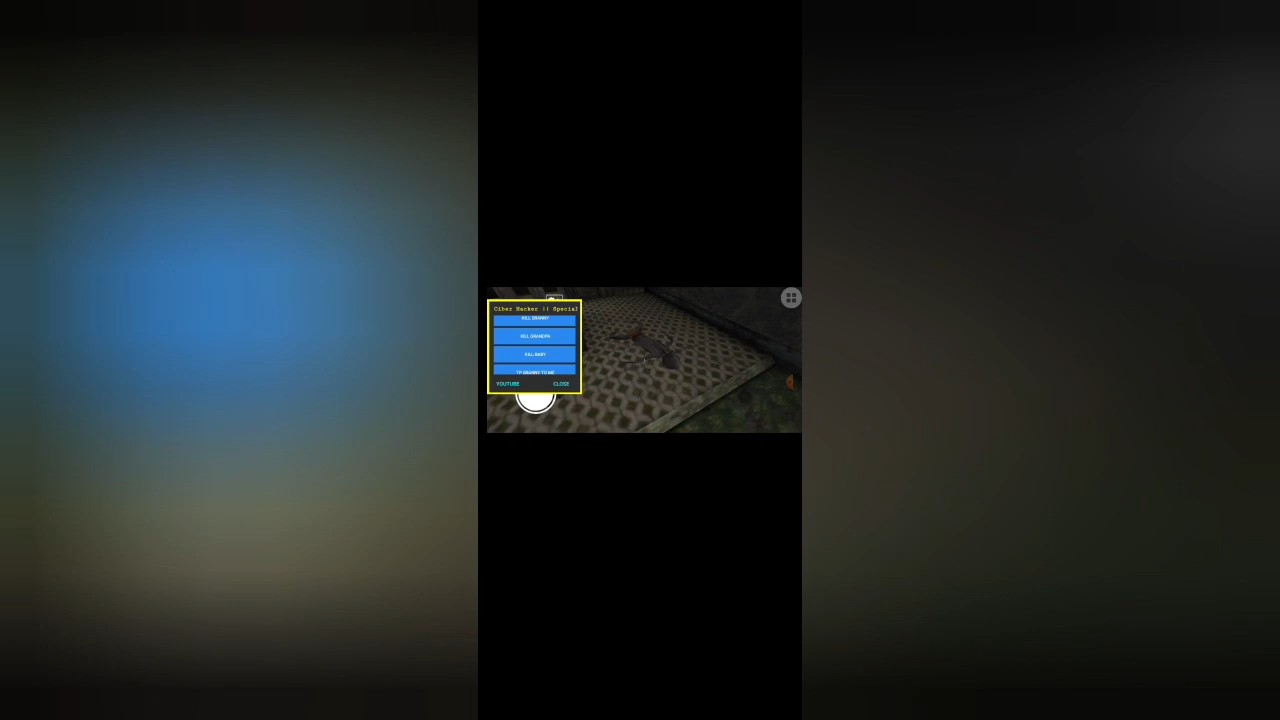 Ciber Hacker || Special
KILL GRANNY
KILL GRANDPA
KILL BABY
TP GRANNY TO ME
YOUTUBE
CLOSE